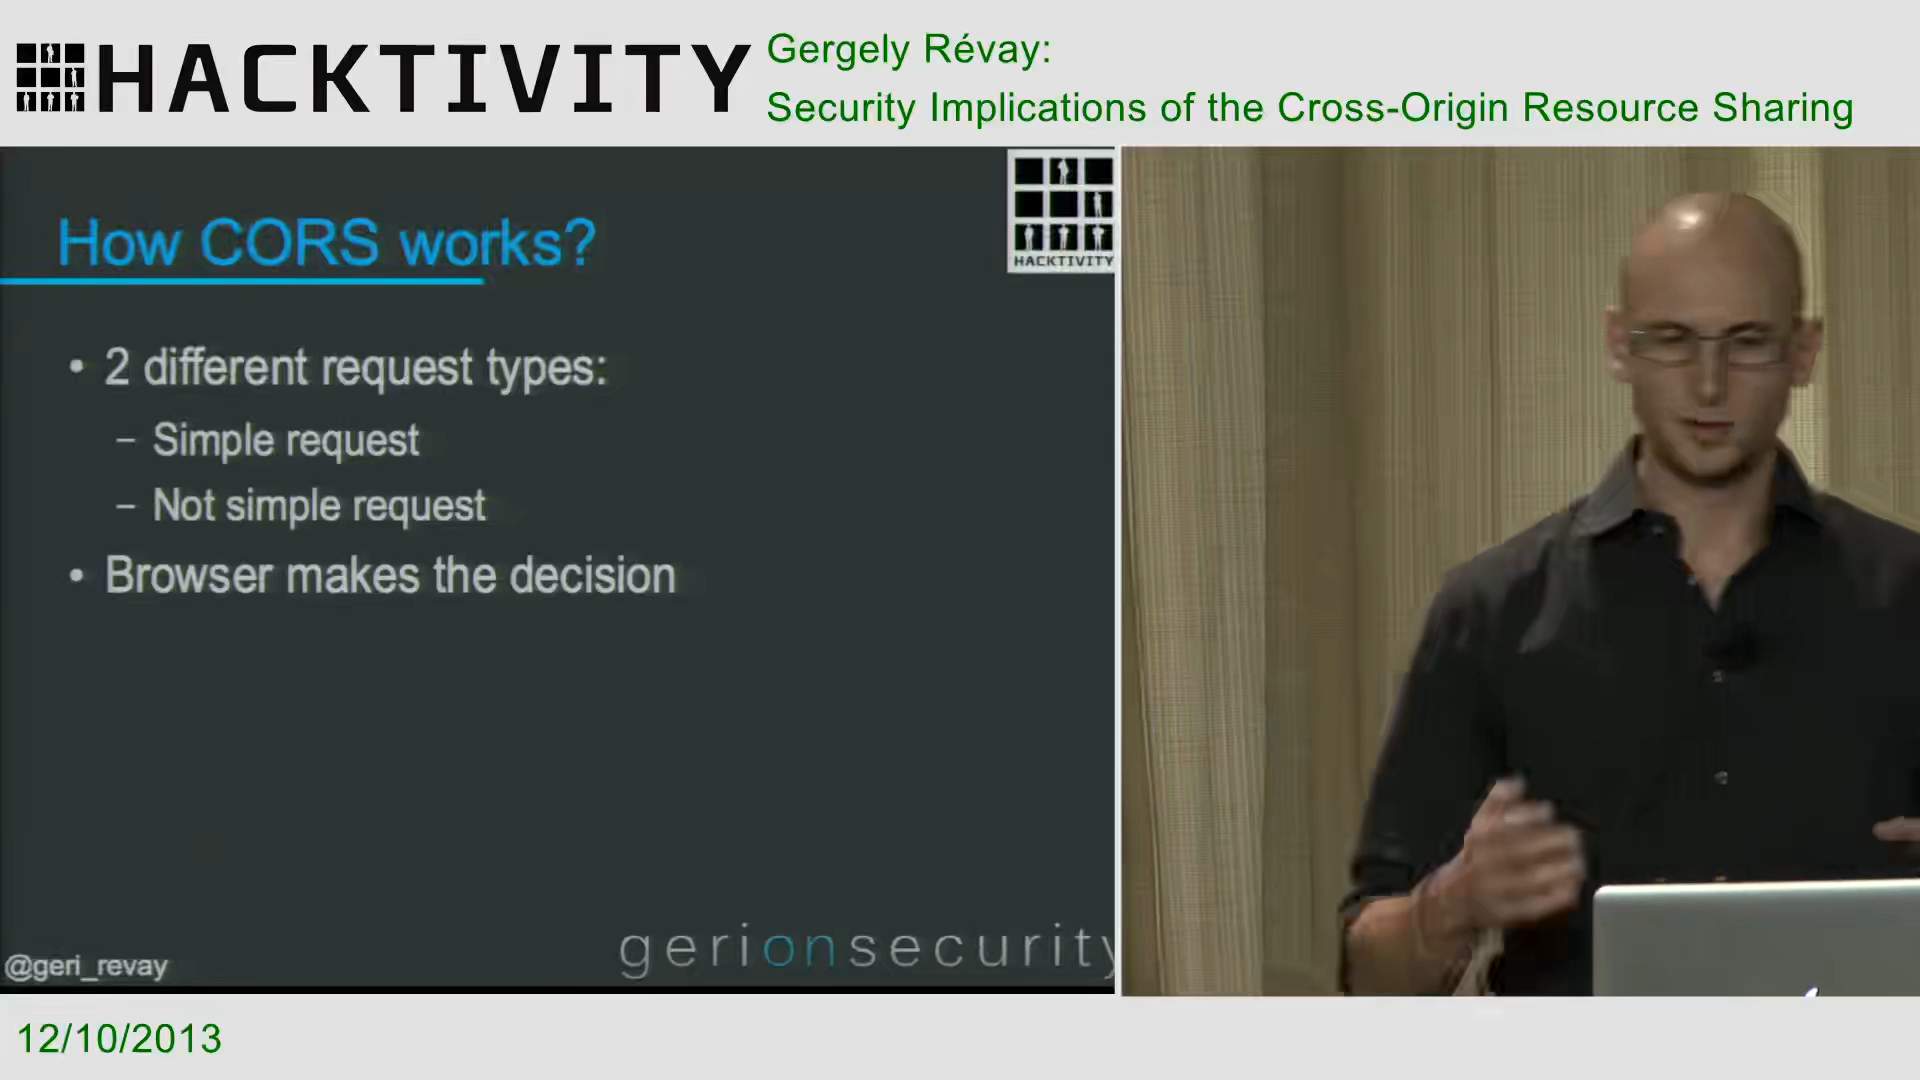 HACKTIVITY
Gergely Révay:
Security Implications of the Cross-Origin Resource Sharing
HACKTIVITY
How CORS works?
• 2 different request types:
– Simple request
– Not simple request
• Browser makes the decision
@geri_revay
gerionsecurity
12/10/2013